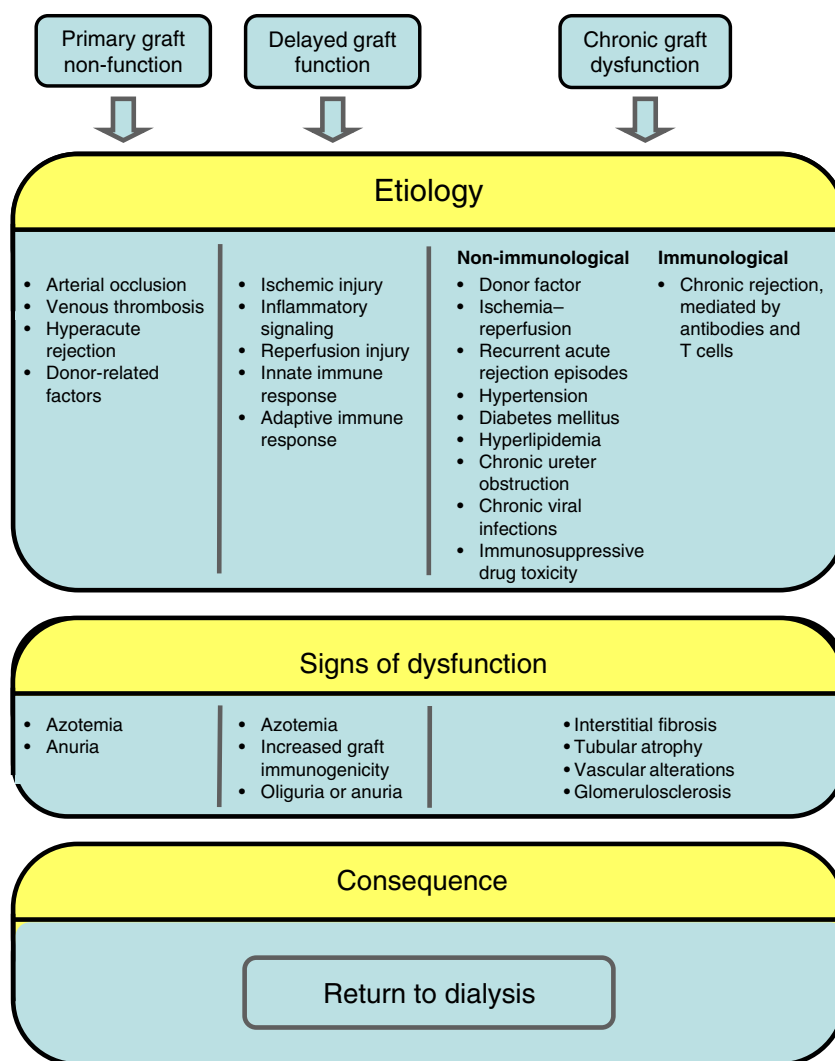 Primary graft
non-function
Delayed graft
function
Chronic graft
dysfunction
Etiology
• Arterial occlusion
• Venous thrombosis
• Hyperacute
rejection
• Donor-related
factors
• Ischemic injury
• Inflammatory
signaling
• Reperfusion injury
• Innate immune
response
• Adaptive immune
response
Non-immunological
• Donor factor
• Ischemia–
reperfusion
• Recurrent acute
rejection episodes
• Hypertension
• Diabetes mellitus
• Hyperlipidemia
• Chronic ureter
obstruction
• Chronic viral
infections
• Immunosuppressive
drug toxicity
Immunological
• Chronic rejection,
mediated by
antibodies and
T cells
Signs of dysfunction
• Azotemia
• Anuria
• Azotemia
• Increased graft
immunogenicity
• Oliguria or anuria
• Interstitial fibrosis
• Tubular atrophy
• Vascular alterations
• Glomerulosclerosis
Consequence
Return to dialysis